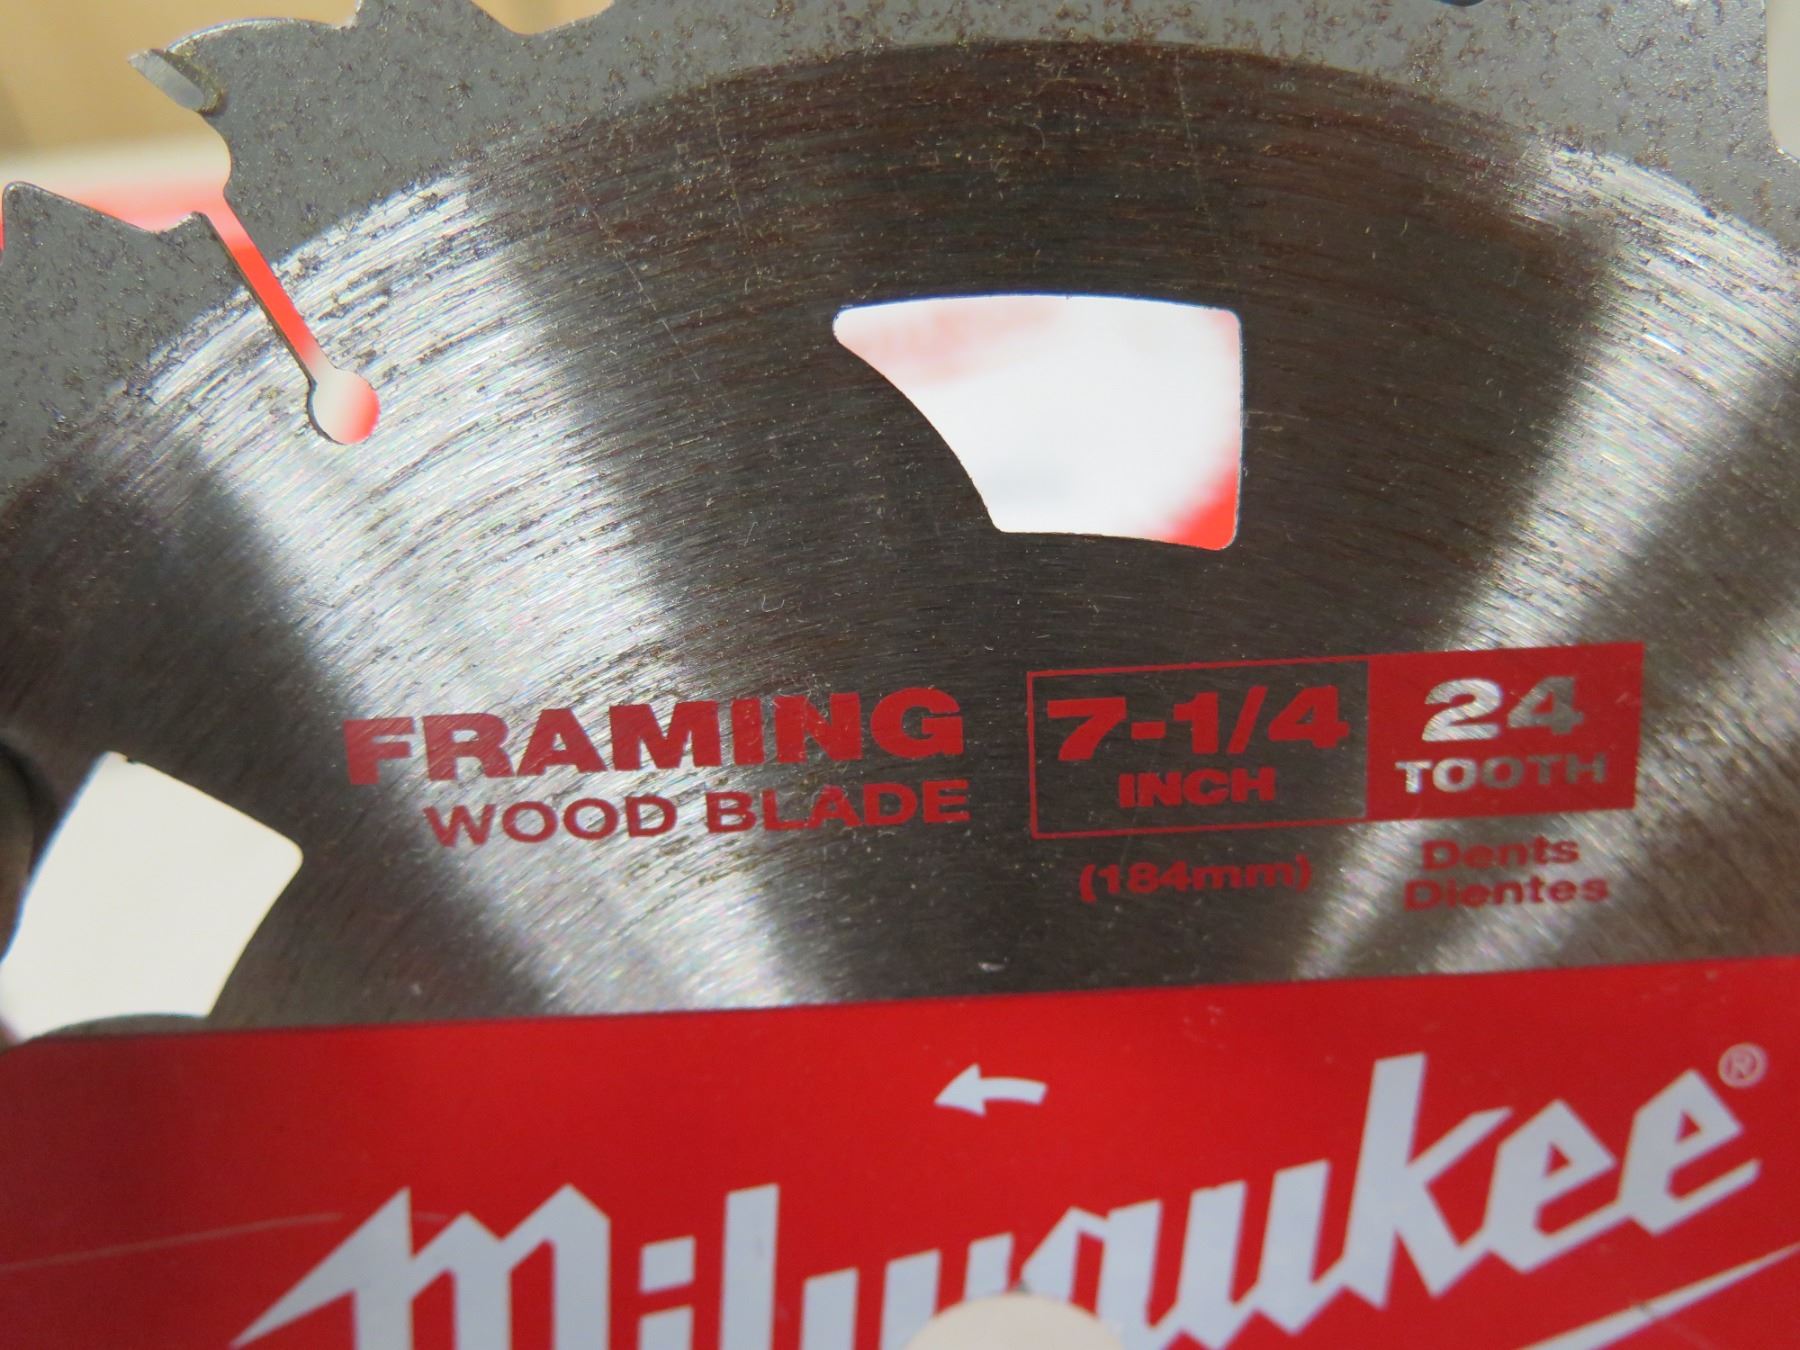 FRAMING
WOOD BLADE
7-1/4
INCH
24
TOOTH
(184mm)
Dents
Dientes
Milwaukee®